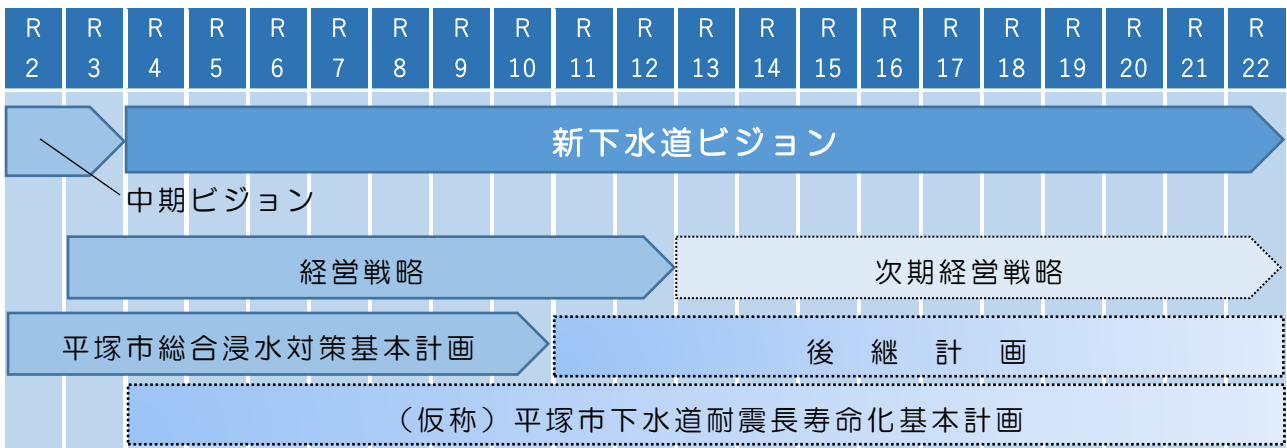 R R R R R R R R R R R R R R R R R R R R R
2 3 4 5 6 7 8 9 10 11 12 13 14 15 16 17 18 19 20 21 22
新下水道ビジョン
中期ビジョン
経営戦略 次期経営戦略
平塚市総合浸水対策基本計画 後継計画
（仮称）平塚市下水道耐震長寿命化基本計画